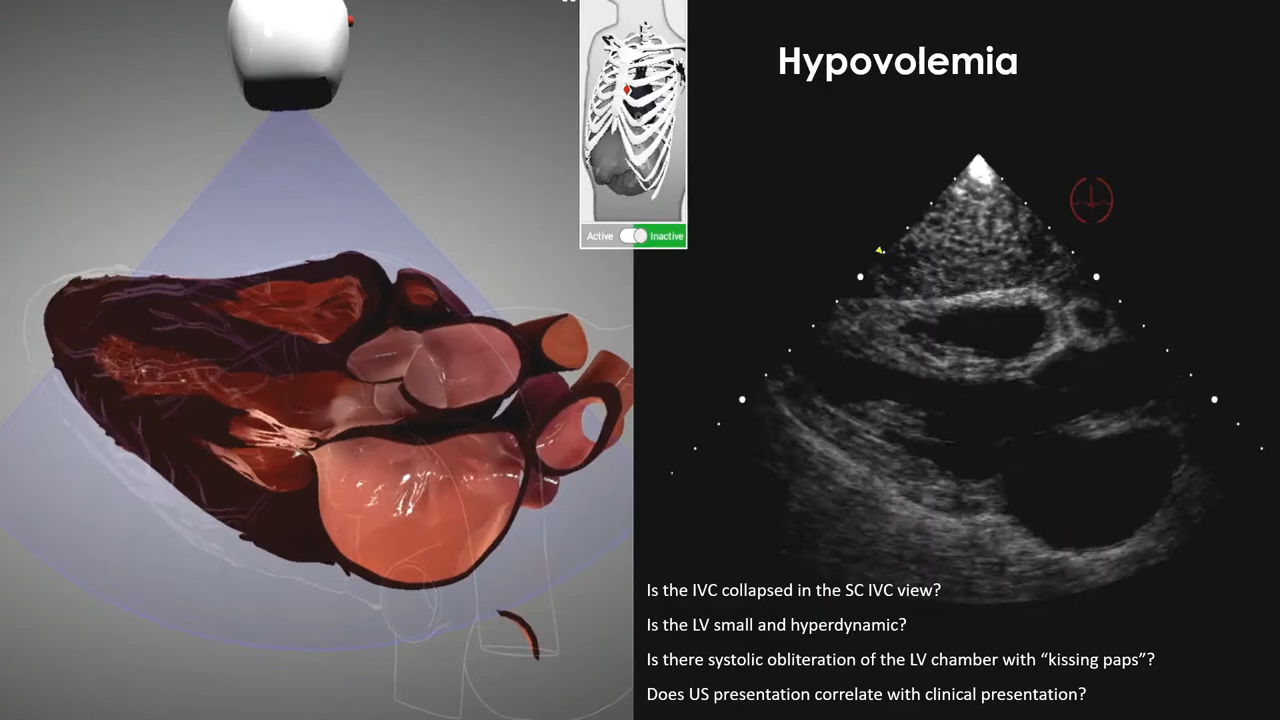 Hypovolemia
Active Inactive
Is the IVC collapsed in the SC IVC view?
Is the LV small and hyperdynamic?
Is there systolic obliteration of the LV chamber with “kissing paps”?
Does US presentation correlate with clinical presentation?